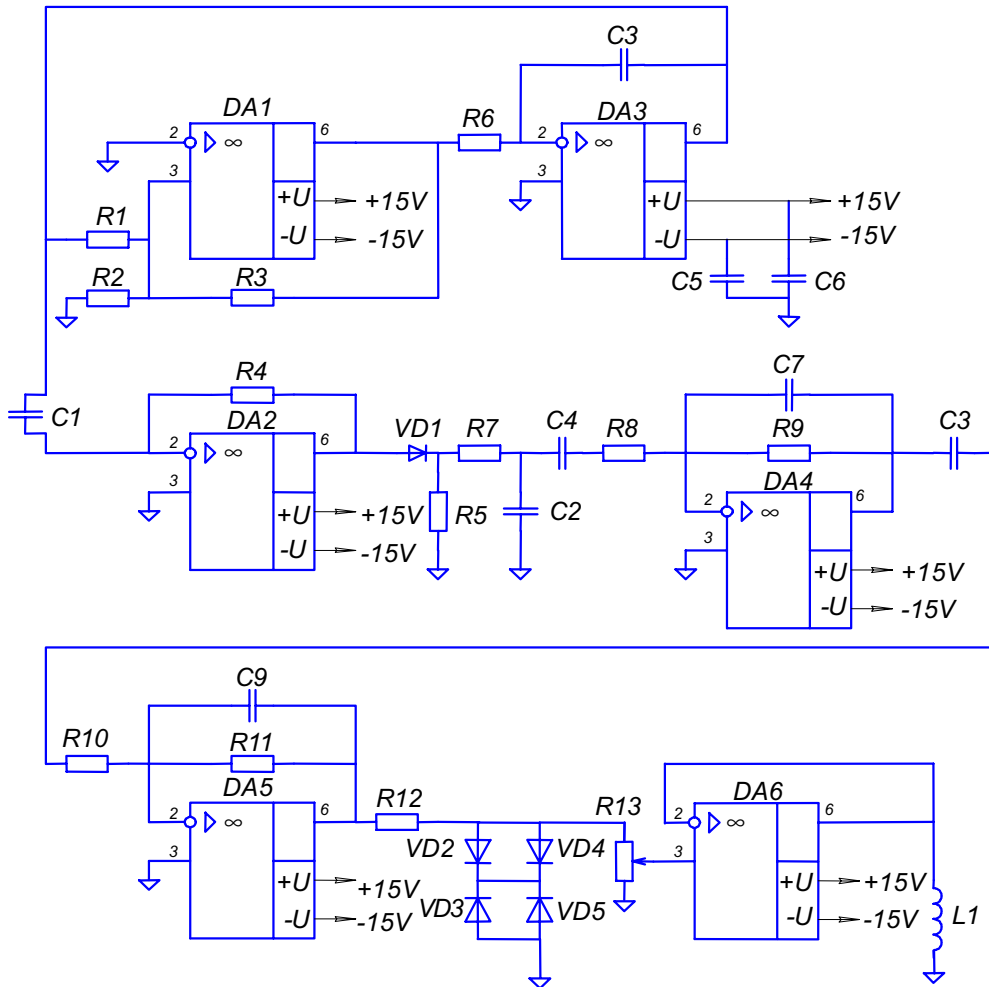 C3
DA1
DA3
R6
2 ∞ 6
3
2 ∞ 6
3
+U +15V
-U -15V
+U +15V
-U -15V
R1
R2
R3
C5
C6
R4
C7
C1
DA2
VD1
R7
C4
R8
R9
C3
2 ∞ 6
3
DA4
R5
C2
2 ∞ 6
3
+U +15V
-U -15V
+U +15V
-U -15V
C9
R10
R11
DA5
R12
R13
DA6
2 ∞ 6
3
VD2
VD4
2 ∞ 6
3
+U +15V
-U -15V
VD3
VD5
+U +15V
-U -15V
L1